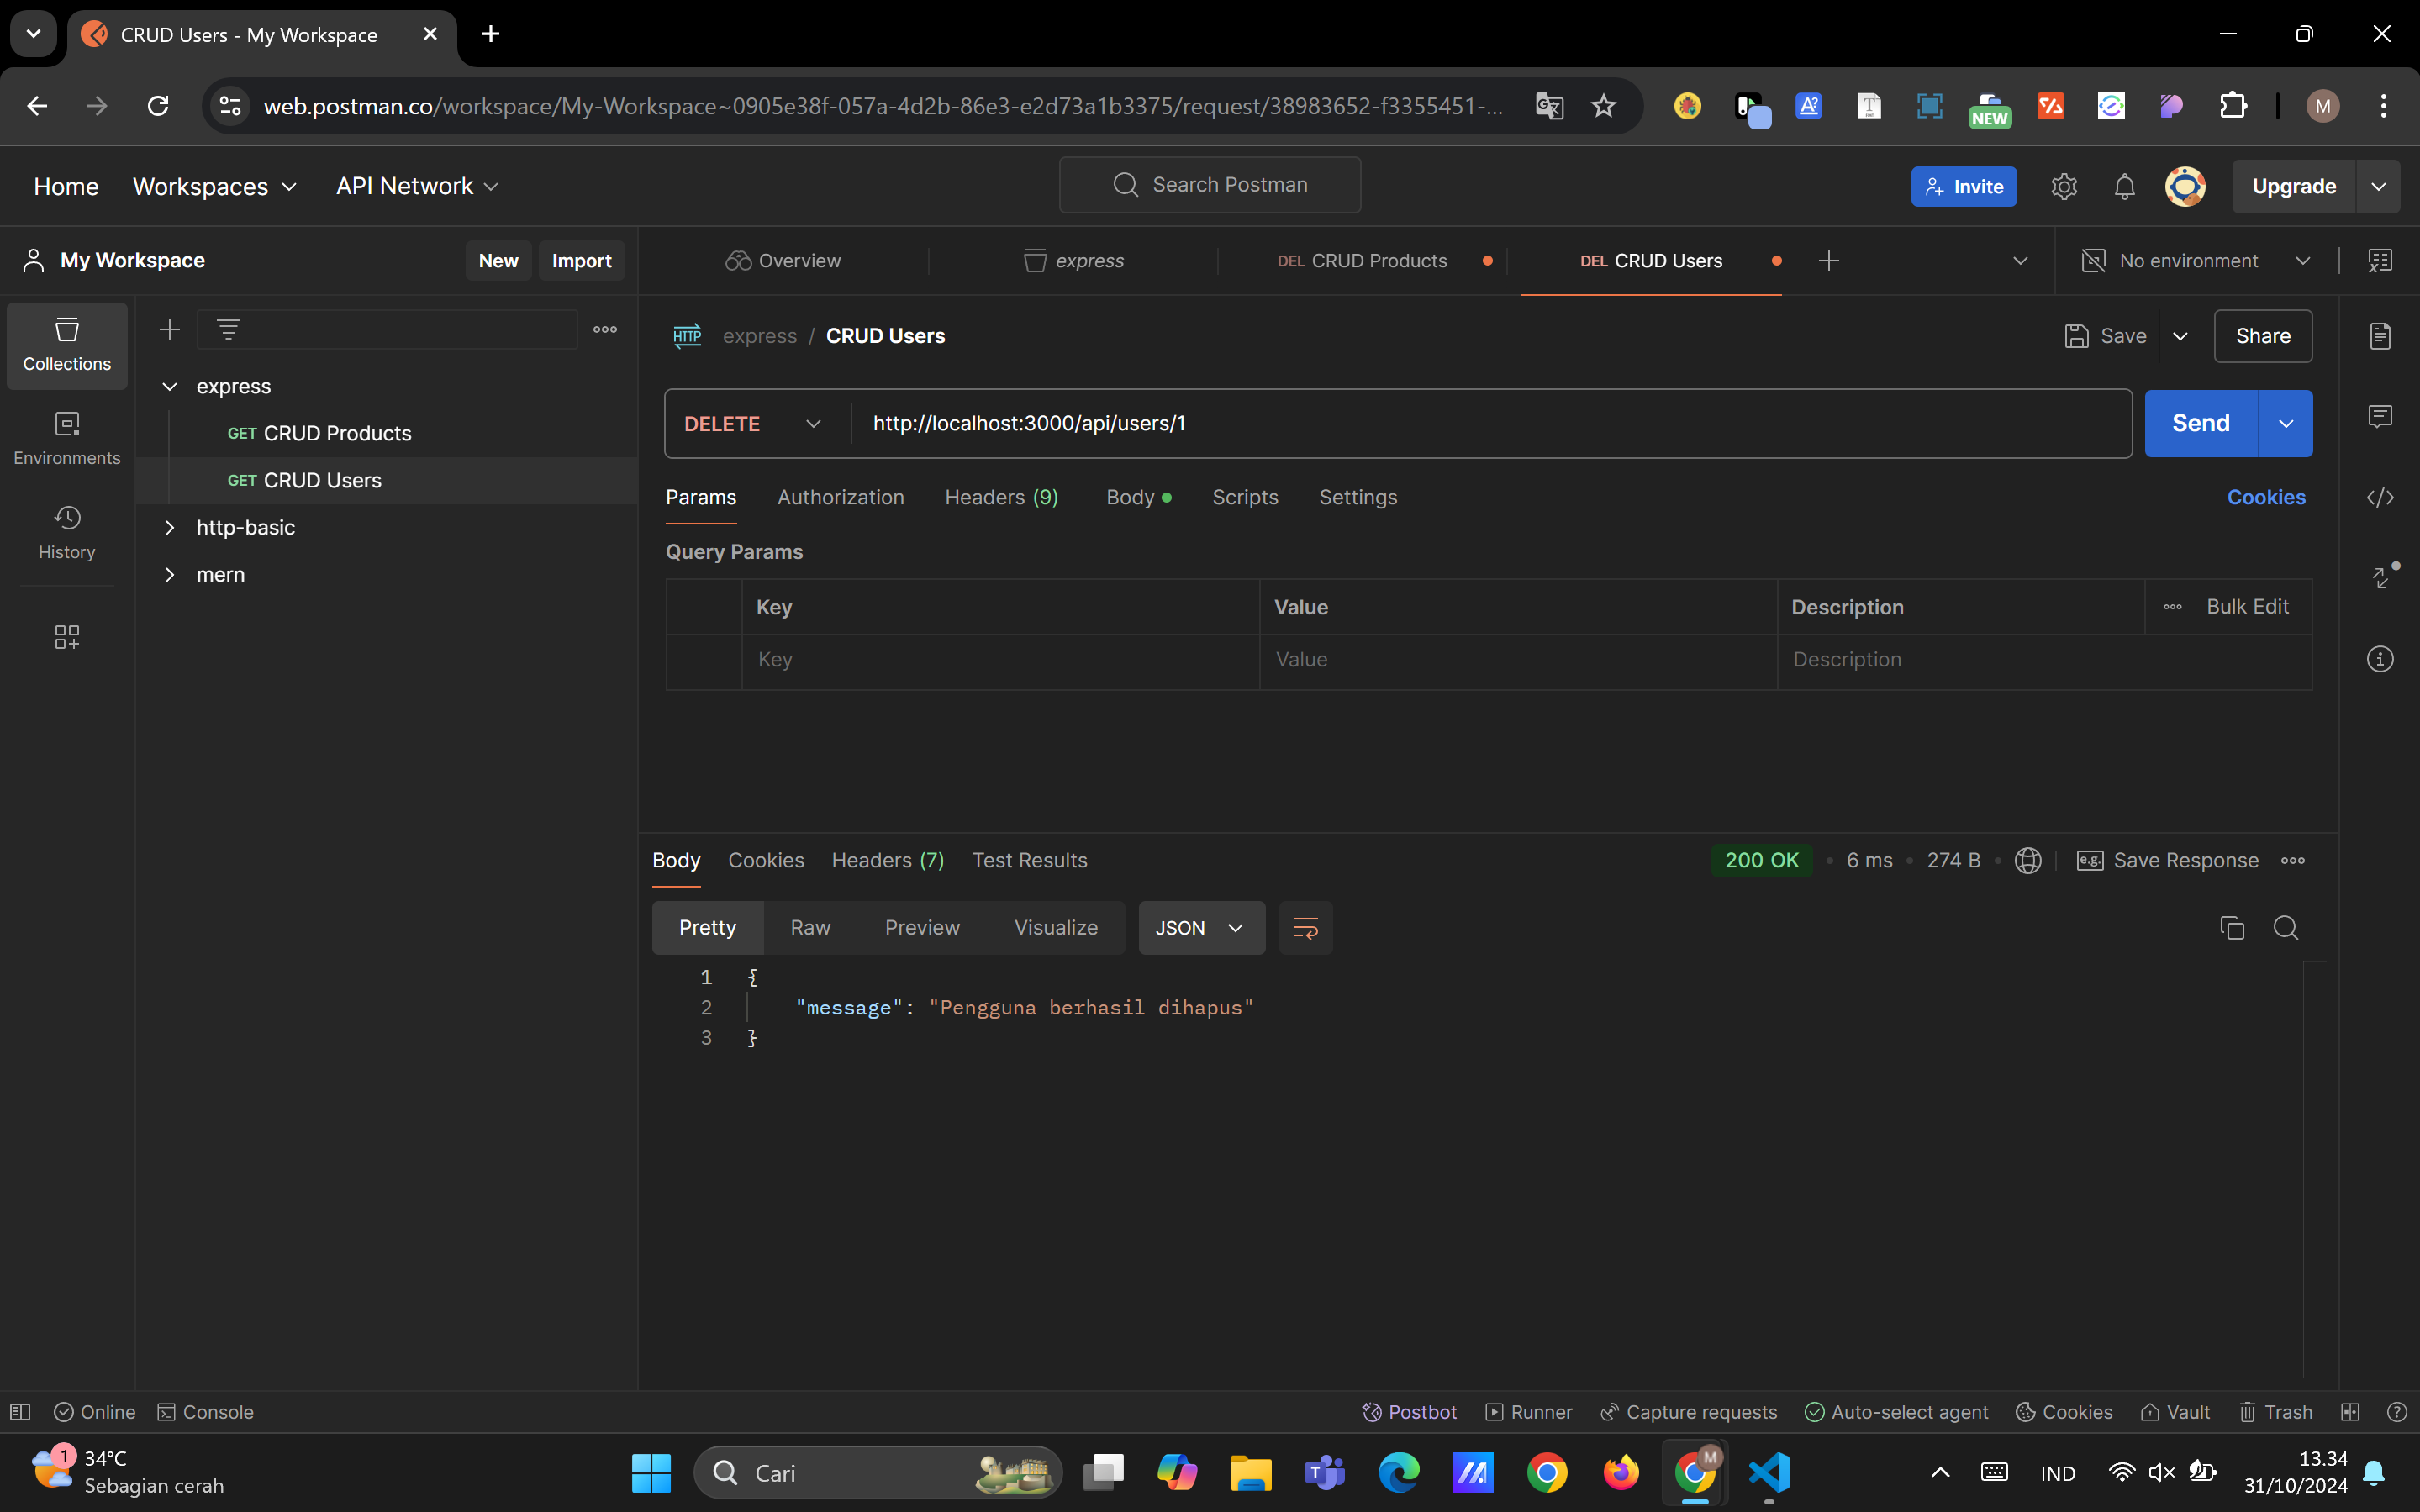 CRUD Users - My Workspace
web.postman.co/workspace/My-Workspace~0905e38f-057a-4d2b-86e3-e2d73a1b3375/request/38983652-f3355451-...
NEW
M
Home
Workspaces
API Network
Search Postman
Invite
Upgrade
My Workspace
New
Import
Overview
express
DEL CRUD Products
DEL CRUD Users
No environment
Collections
Environments
History
express
GET CRUD Products
GET CRUD Users
http-basic
mern
HTTP
express / CRUD Users
Save
Share
DELETE
http://localhost:3000/api/users/1
Send
Params
Authorization
Headers (9)
Body
Scripts
Settings
Cookies
Query Params
Key
Value
Description
Bulk Edit
Key
Value
Description
Body
Cookies
Headers (7)
Test Results
200 OK
6 ms
274 B
e.g.
Save Response
Pretty
Raw
Preview
Visualize
JSON
1 {
2 "message": "Pengguna berhasil dihapus"
3 }
Online
Console
Postbot
Runner
Capture requests
Auto-select agent
Cookies
Vault
Trash
1
34°C
Sebagian cerah
Cari
M
IND
13.34
31/10/2024